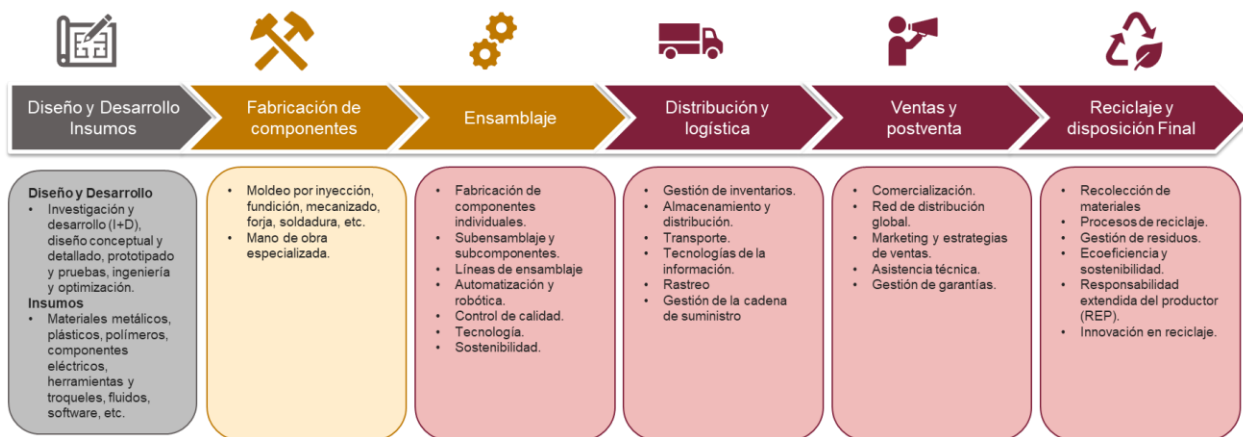 Diseño y Desarrollo
Insumos
Fabricación de
componentes
Ensamblaje
Distribución y
logística
Ventas y
postventa
Reciclaje y
disposición Final
Diseño y Desarrollo
• Investigación y
desarrollo (I+D),
diseño conceptual y
detallado, prototipado
y pruebas, ingeniería
y optimización.
Insumos
• Materiales metálicos,
plásticos, polímeros,
componentes
eléctricos,
herramientas y
troqueles, fluidos,
software, etc.
• Moldeo por inyección,
fundición, mecanizado,
forja, soldadura, etc.
• Mano de obra
especializada.
• Fabricación de
componentes
individuales.
• Subensamblaje y
subcomponentes.
• Líneas de ensamblaje
• Automatización y
robótica.
• Control de calidad.
• Tecnología.
• Sostenibilidad.
• Gestión de inventarios.
• Almacenamiento y
distribución.
• Transporte.
• Tecnologías de la
información.
• Rastreo
• Gestión de la cadena
de suministro
• Comercialización.
• Red de distribución
global.
• Marketing y estrategias
de ventas.
• Asistencia técnica.
• Gestión de garantías.
• Recolección de
materiales
• Procesos de reciclaje.
• Gestión de residuos.
• Ecoeficiencia y
sostenibilidad.
• Responsabilidad
extendida del productor
(REP).
• Innovación en reciclaje.